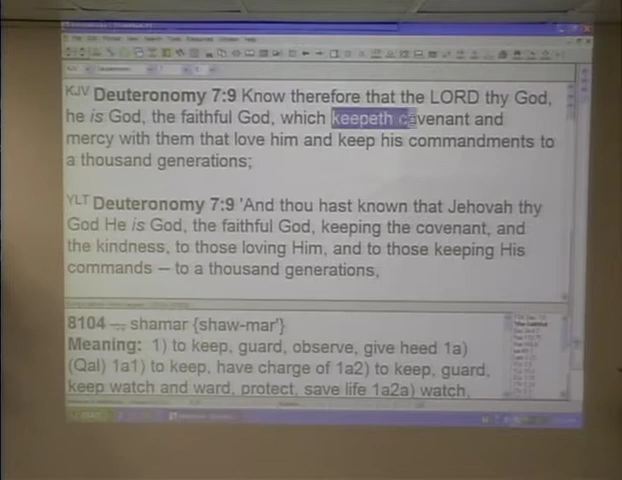 KJV Deuteronomy 7:9 Know therefore that the LORD thy God,
he is God, the faithful God, which keepeth covenant and
mercy with them that love him and keep his commandments to
a thousand generations;
YLT Deuteronomy 7:9 'And thou hast known that Jehovah thy
God He is God, the faithful God, keeping the covenant, and
the kindness, to those loving Him, and to those keeping His
commands — to a thousand generations,
8104 shamar {shaw-mar'}
Meaning: 1) to keep, guard, observe, give heed 1a)
(Qal) 1a1) to keep, have charge of 1a2) to keep, guard,
keep watch and ward, protect, save life 1a2a) watch,